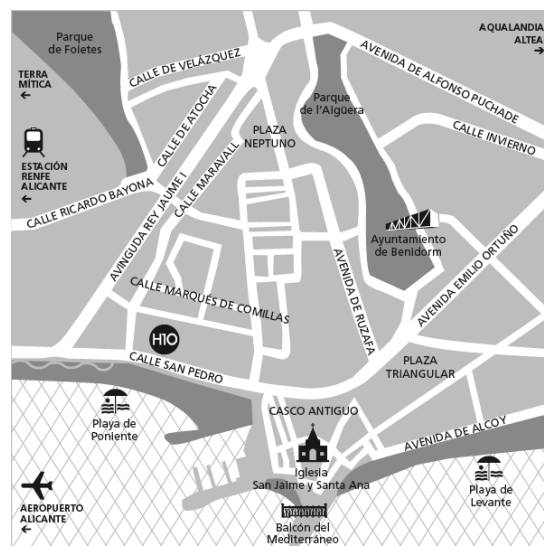 Parque
de Foietes
AQUALANDIA
ALTEA
CALLE DE VELÁZQUEZ
AVENIDA DE ALFONSO PUCHADE
TERRA
MÍTICA
Parque
de l'Aigüera
CALLE DE ATOCHA
PLAZA
NEPTUNO
CALLE INVIERNO
CALLE MARAVALL
ESTACIÓN
RENFE
ALICANTE
CALLE RICARDO BAYONA
AVINGUDA REY JAUME I
Ayuntamiento
de Benidorm
AVENIDA EMILIO ORTUÑO
AVENIDA DE RUZAFA
CALLE MARQUÉS DE COMILLAS
H10
CALLE SAN PEDRO
PLAZA
TRIANGULAR
Playa de
Poniente
CASCO ANTIGUO
AVENIDA DE ALCOY
Iglesia
San Jaime y Santa Ana
Playa de
Levante
AEROPUERTO
ALICANTE
Balcón del
Mediterráneo